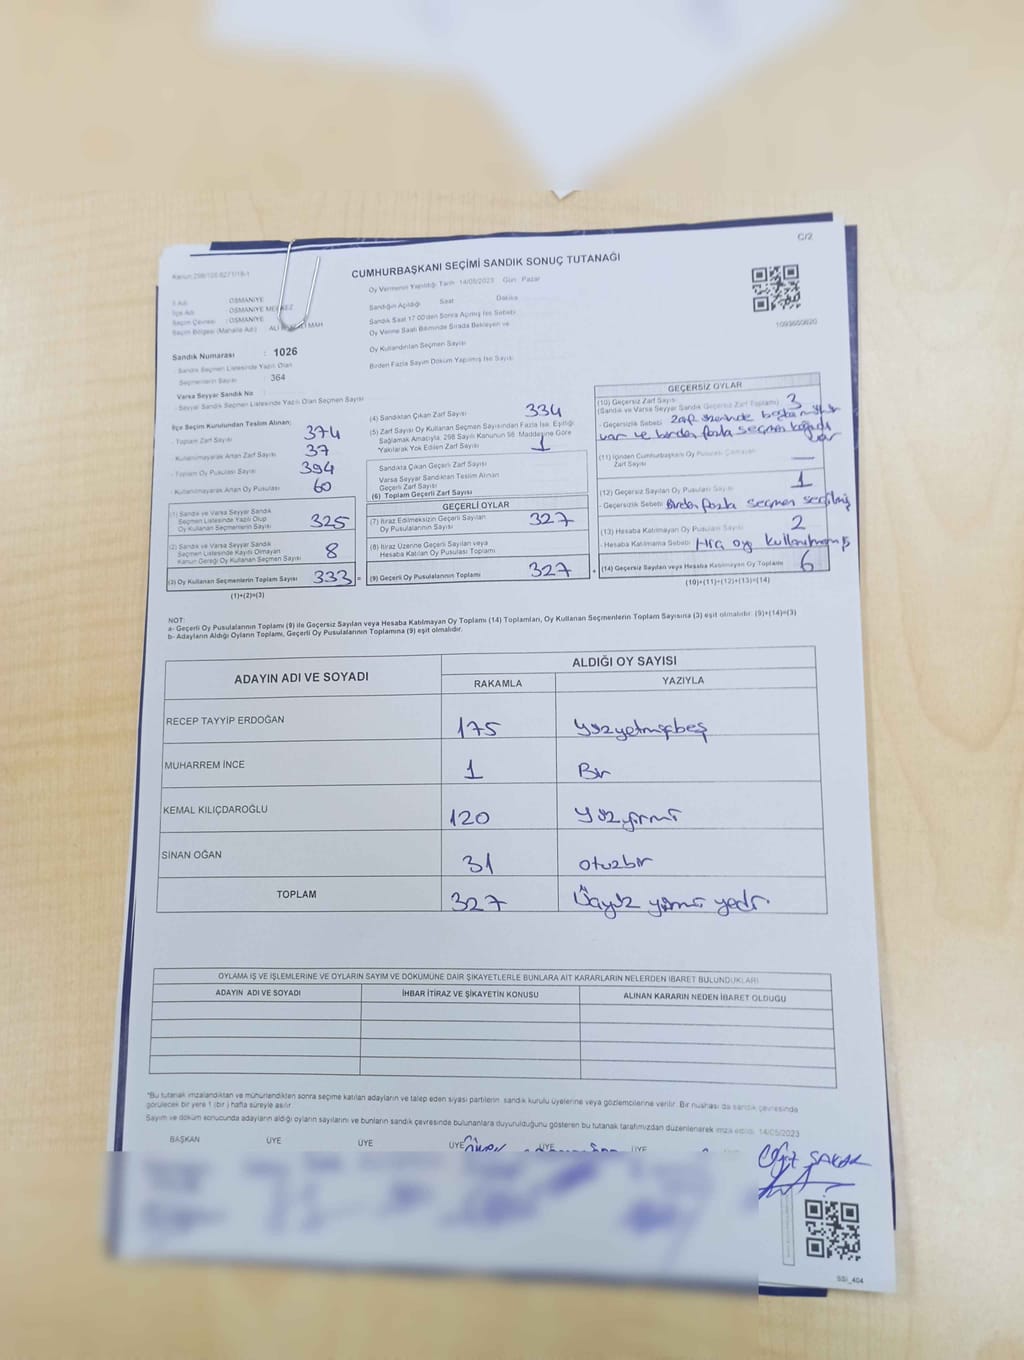 C/2
CUMHURBAŞKANI SEÇİMİ SANDIK SONUÇ TUTANAĞI
Oy Vermenin Yapıldığı Tarih 14/05/2023 Gün : Pazar
İl Adı : OSMANİYE
İlçe Adı : OSMANİYE MERKEZ
Seçim Çevresi : OSMANİYE
Seçim Bölgesi (Mahalle Adı) : MAH
Sandığın Açıldığı Saat Dakika
Sandık Saat 17:00'den Sonra Açılmış İse Sebebi
Oy Verme Saati Bitiminde Sırada Bekleyen ve
Oy Kullandırılan Seçmen Sayısı
Birden Fazla Sayım Döküm Yapılmış İse Sayısı
1093600620
Sandık Numarası : 1026
Sandık Seçmen Listesinde Yazılı Olan
Seçmenlerin Sayısı : 364
Varsa Seyyar Sandık No
Seyyar Sandık Seçmen Listesinde Yazılı Olan Seçmen Sayısı
İlçe Seçim Kurulundan Teslim Alınan;
- Toplam Zarf Sayısı 374
- Kullanılmayarak Artan Zarf Sayısı 37
- Toplam Oy Pusulası Sayısı 394
- Kullanılmayarak Artan Oy Pusulası 60
(1) Sandık ve Varsa Seyyar Sandık
Seçmen Listesinde Yazılı Olup
Oy Kullanan Seçmenlerin Sayısı 325
(2) Sandık ve Varsa Seyyar Sandık
Seçmen Listesinde Kaydı Olmayan
Kanun Gereği Oy Kullanan Seçmen Sayısı 8
(3) Oy Kullanan Seçmenlerin Toplam Sayısı 333 =
(1)+(2)=(3)
(4) Sandıktan Çıkan Zarf Sayısı 334
(5) Zarf Sayısı Oy Kullanan Seçmen Sayısından Fazla İse, Eşitliği
Sağlamak Amacıyla, 298 Sayılı Kanunun 98. Maddesine Göre
Yakılarak Yok Edilen Zarf Sayısı 1
Sandıkta Çıkan Geçerli Zarf Sayısı
Varsa Seyyar Sandıktan Teslim Alınan
Geçerli Zarf Sayısı
(6) Toplam Geçerli Zarf Sayısı
GEÇERLİ OYLAR
(7) İtiraz Edilmeksizin Geçerli Sayılan
Oy Pusulalarının Sayısı 327
(8) İtiraz Üzerine Geçerli Sayılan veya
Hesaba Katılan Oy Pusulası Toplamı
(9) Geçerli Oy Pusulalarının Toplamı 327 +
GEÇERSİZ OYLAR
(10) Geçersiz Zarf Sayısı 3
(Sandık ve Varsa Seyyar Sandık Geçersiz Zarf Toplamı)
- Geçersizlik Sebebi zarf üzerinde başka mühür
var ve birden fazla seçmen kağıdı
var
(11) İçinden Cumhurbaşkanı Oy Pusulası Çıkmayan
Zarf Sayısı —
(12) Geçersiz Sayılan Oy Pusulası Sayısı 1
- Geçersizlik Sebebi Birden fazla seçmen seçilmiş
(13) Hesaba Katılmayan Oy Pusulası Sayısı 2
- Hesaba Katılmama Sebebi Hiç oy kullanılmamış
(14) Geçersiz Sayılan veya Hesaba Katılmayan Oy Toplamı 6
(10)+(11)+(12)+(13)=(14)
NOT:
a- Geçerli Oy Pusulalarının Toplamı (9) ile Geçersiz Sayılan veya Hesaba Katılmayan Oy Toplamı (14) Toplamları, Oy Kullanan Seçmenlerin Toplam Sayısına (3) eşit olmalıdır. (9)+(14)=(3)
b- Adayların Aldığı Oyların Toplamı, Geçerli Oy Pusulalarının Toplamına (9) eşit olmalıdır.
ADAYIN ADI VE SOYADI ALDIĞI OY SAYISI
RAKAMLA YAZIYLA
RECEP TAYYİP ERDOĞAN 175 Yüzyetmişbeş
MUHARREM İNCE 1 Bir
KEMAL KILIÇDAROĞLU 120 Yüzyirmi
SİNAN OĞAN 31 otuzbir
TOPLAM 327 Üçyüz yirmi yedi
OYLAMA İŞ VE İŞLEMLERİNE VE OYLARIN SAYIM VE DÖKÜMÜNE DAİR ŞİKAYETLERLE BUNLARA AİT KARARLARIN NELERDEN İBARET BULUNDUKLARI
ADAYIN ADI VE SOYADI İHBAR İTİRAZ VE ŞİKAYETİN KONUSU ALINAN KARARIN NEDEN İBARET OLDUĞU
*Bu tutanak imzalandıktan ve mühürlendikten sonra seçime katılan adayların ve talep eden siyasi partilerin sandık kurulu üyelerine veya gözlemcilerine verilir. Bir nüshası da sandık çevresinde
görülecek bir yere 1 (bir) hafta süreyle asılır.
Sayım ve döküm sonucunda adayların aldığı oyların sayılarını ve bunların sandık çevresinde bulunanlara duyurulduğunu gösteren bu tutanak tarafımızdan düzenlenerek imza edildi. 14/05/2023
BAŞKAN ÜYE ÜYE ÜYE ÜYE ÜYE
SSI_404